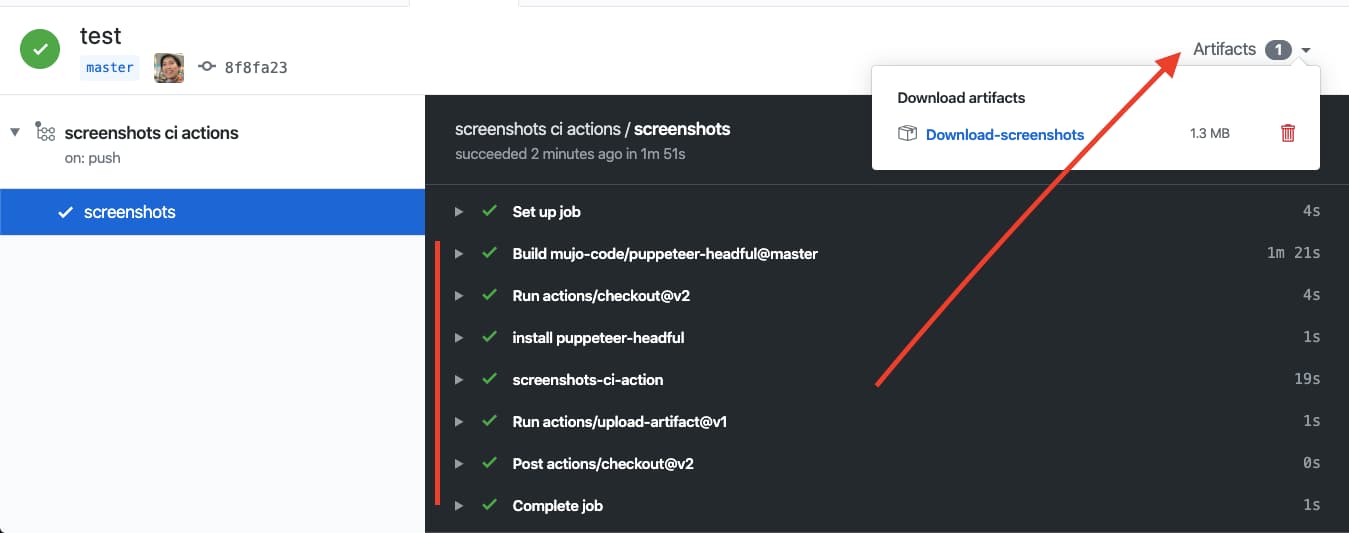 test
master 8f8fa23
Artifacts 1
Download artifacts
Download-screenshots 1.3 MB
screenshots ci actions
on: push
screenshots
screenshots ci actions / screenshots
succeeded 2 minutes ago in 1m 51s
Set up job 4s
Build mujo-code/puppeteer-headful@master 1m 21s
Run actions/checkout@v2 4s
install puppeteer-headful 1s
screenshots-ci-action 19s
Run actions/upload-artifact@v1 1s
Post actions/checkout@v2 0s
Complete job 1s